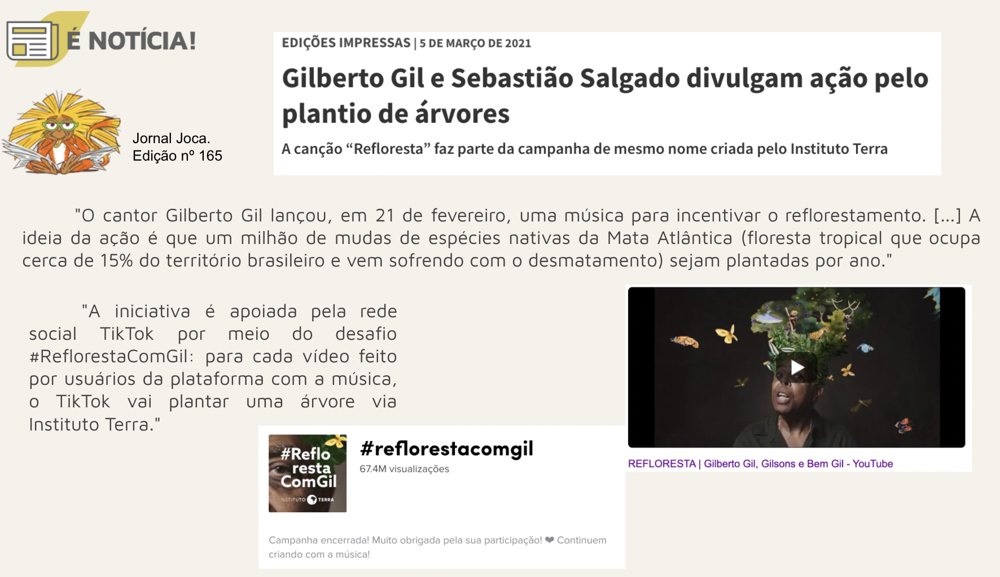 É NOTÍCIA!
EDIÇÕES IMPRESSAS | 5 DE MARÇO DE 2021
Gilberto Gil e Sebastião Salgado divulgam ação pelo
plantio de árvores
A canção “Refloresta” faz parte da campanha de mesmo nome criada pelo Instituto Terra
Jornal Joca.
Edição nº 165
"O cantor Gilberto Gil lançou, em 21 de fevereiro, uma música para incentivar o reflorestamento. [...] A
ideia da ação é que um milhão de mudas de espécies nativas da Mata Atlântica (floresta tropical que ocupa
cerca de 15% do território brasileiro e vem sofrendo com o desmatamento) sejam plantadas por ano."
"A iniciativa é apoiada pela rede
social TikTok por meio do desafio
#ReflorestaComGil: para cada vídeo feito
por usuários da plataforma com a música,
o TikTok vai plantar uma árvore via
Instituto Terra."
REFLORESTA | Gilberto Gil, Gilsons e Bem Gil - YouTube
#Reflo
resta
ComGil
INSTITUTO TERRA
#reflorestacomgil
67.4M visualizações
Campanha encerrada! Muito obrigada pela sua participação! ❤ Continuem
criando com a música!